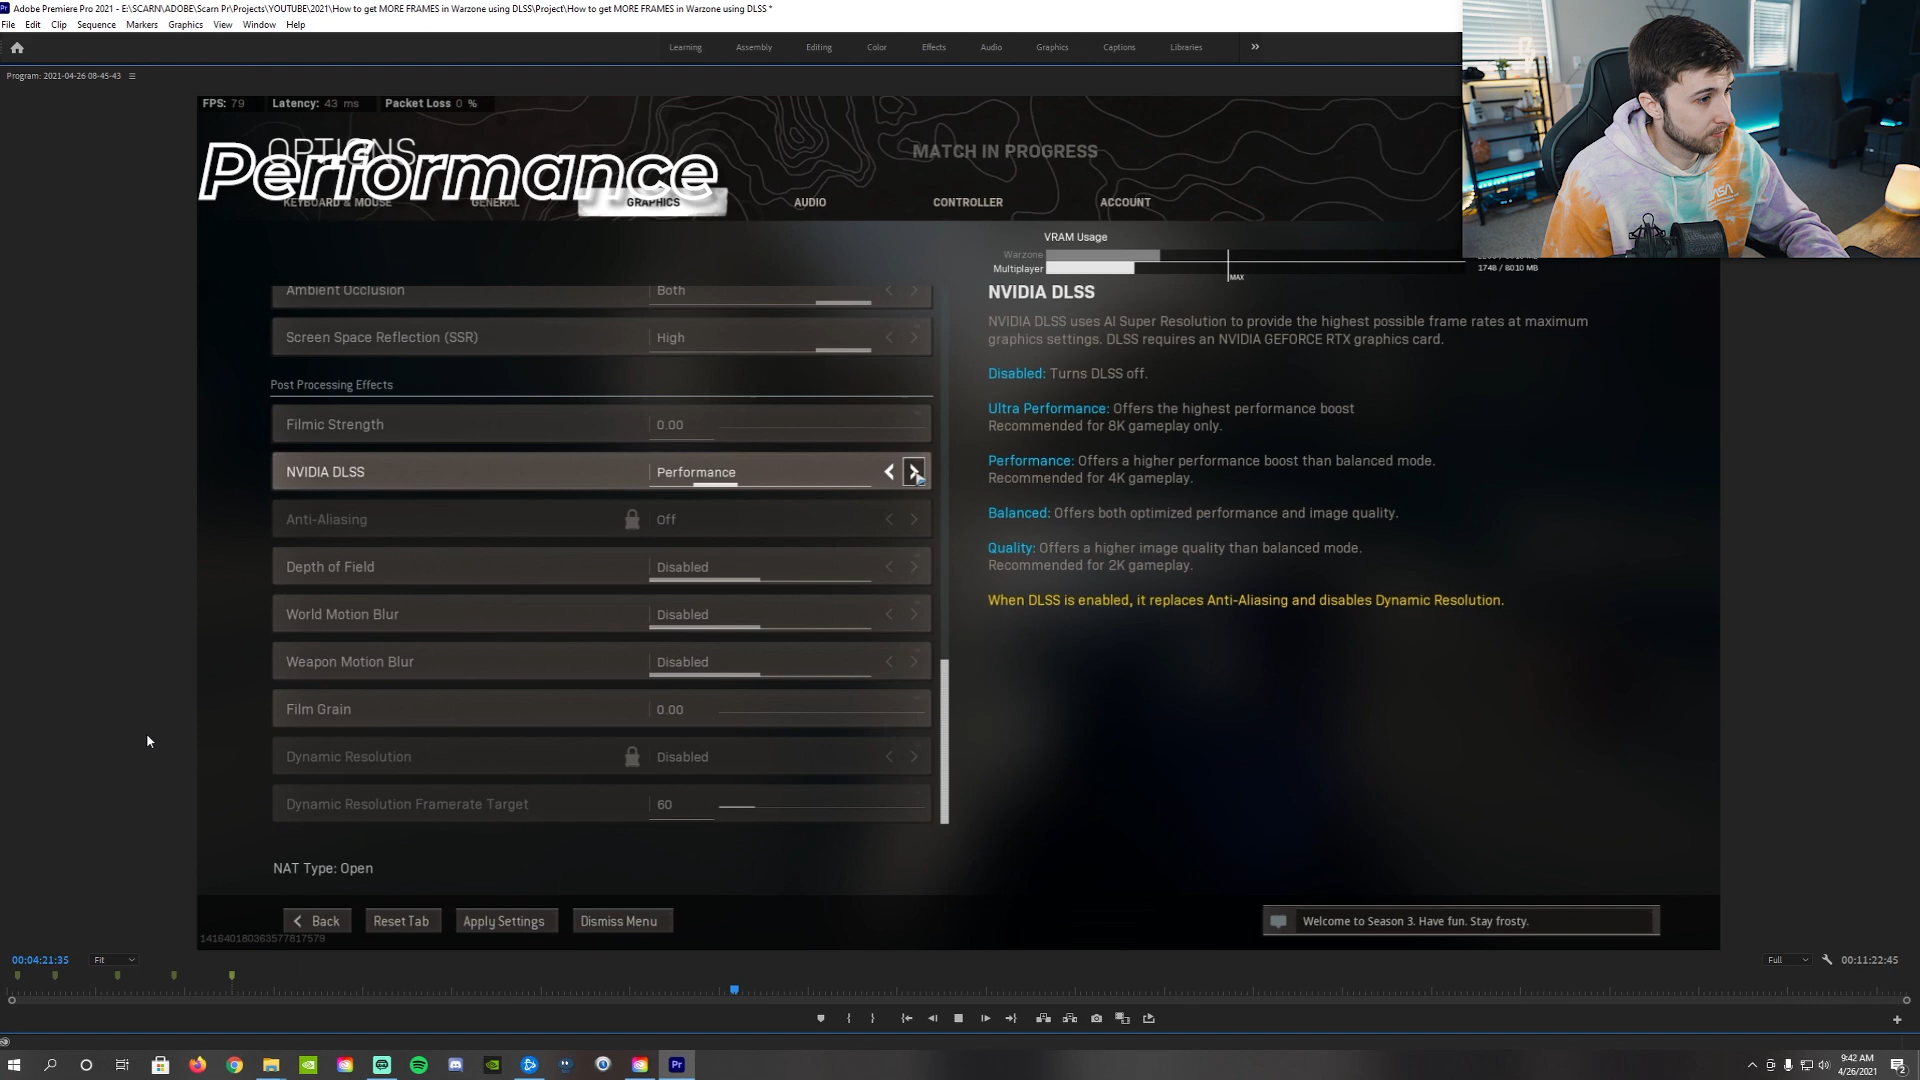 Adobe Premiere Pro 2021 - E:\SCARN\ADOBE\Scarn Pr\Projects\YOUTUBE\2021\How to get MORE FRAMES in Warzone using DLSS\Project\How to get MORE FRAMES in Warzone using DLSS *
File Edit Clip Sequence Markers Graphics View Window Help
Learning Assembly Editing Color Effects Audio Graphics Captions Libraries
Program: 2021-04-26 08-45-43
FPS: 79 Latency: 43 ms Packet Loss 0 %
OPTIONS
MATCH IN PROGRESS
Performance
KEYBOARD & MOUSE GENERAL GRAPHICS AUDIO CONTROLLER ACCOUNT
VRAM Usage
Warzone
Multiplayer 1748 / 8010 MB
MAX
Ambient Occlusion Both
Screen Space Reflection (SSR) High
Post Processing Effects
Filmic Strength 0.00
NVIDIA DLSS Performance
Anti-Aliasing Off
Depth of Field Disabled
World Motion Blur Disabled
Weapon Motion Blur Disabled
Film Grain 0.00
Dynamic Resolution Disabled
Dynamic Resolution Framerate Target 60
NVIDIA DLSS
NVIDIA DLSS uses AI Super Resolution to provide the highest possible frame rates at maximum
graphics settings. DLSS requires an NVIDIA GEFORCE RTX graphics card.
Disabled: Turns DLSS off.
Ultra Performance: Offers the highest performance boost
Recommended for 8K gameplay only.
Performance: Offers a higher performance boost than balanced mode.
Recommended for 4K gameplay.
Balanced: Offers both optimized performance and image quality.
Quality: Offers a higher image quality than balanced mode.
Recommended for 2K gameplay.
When DLSS is enabled, it replaces Anti-Aliasing and disables Dynamic Resolution.
NAT Type: Open
Back Reset Tab Apply Settings Dismiss Menu
Welcome to Season 3. Have fun. Stay frosty.
141640180363577817579
00:04:21:35 Fit Full 00:11:22:45
Pr
9:42 AM
4/26/2021
2